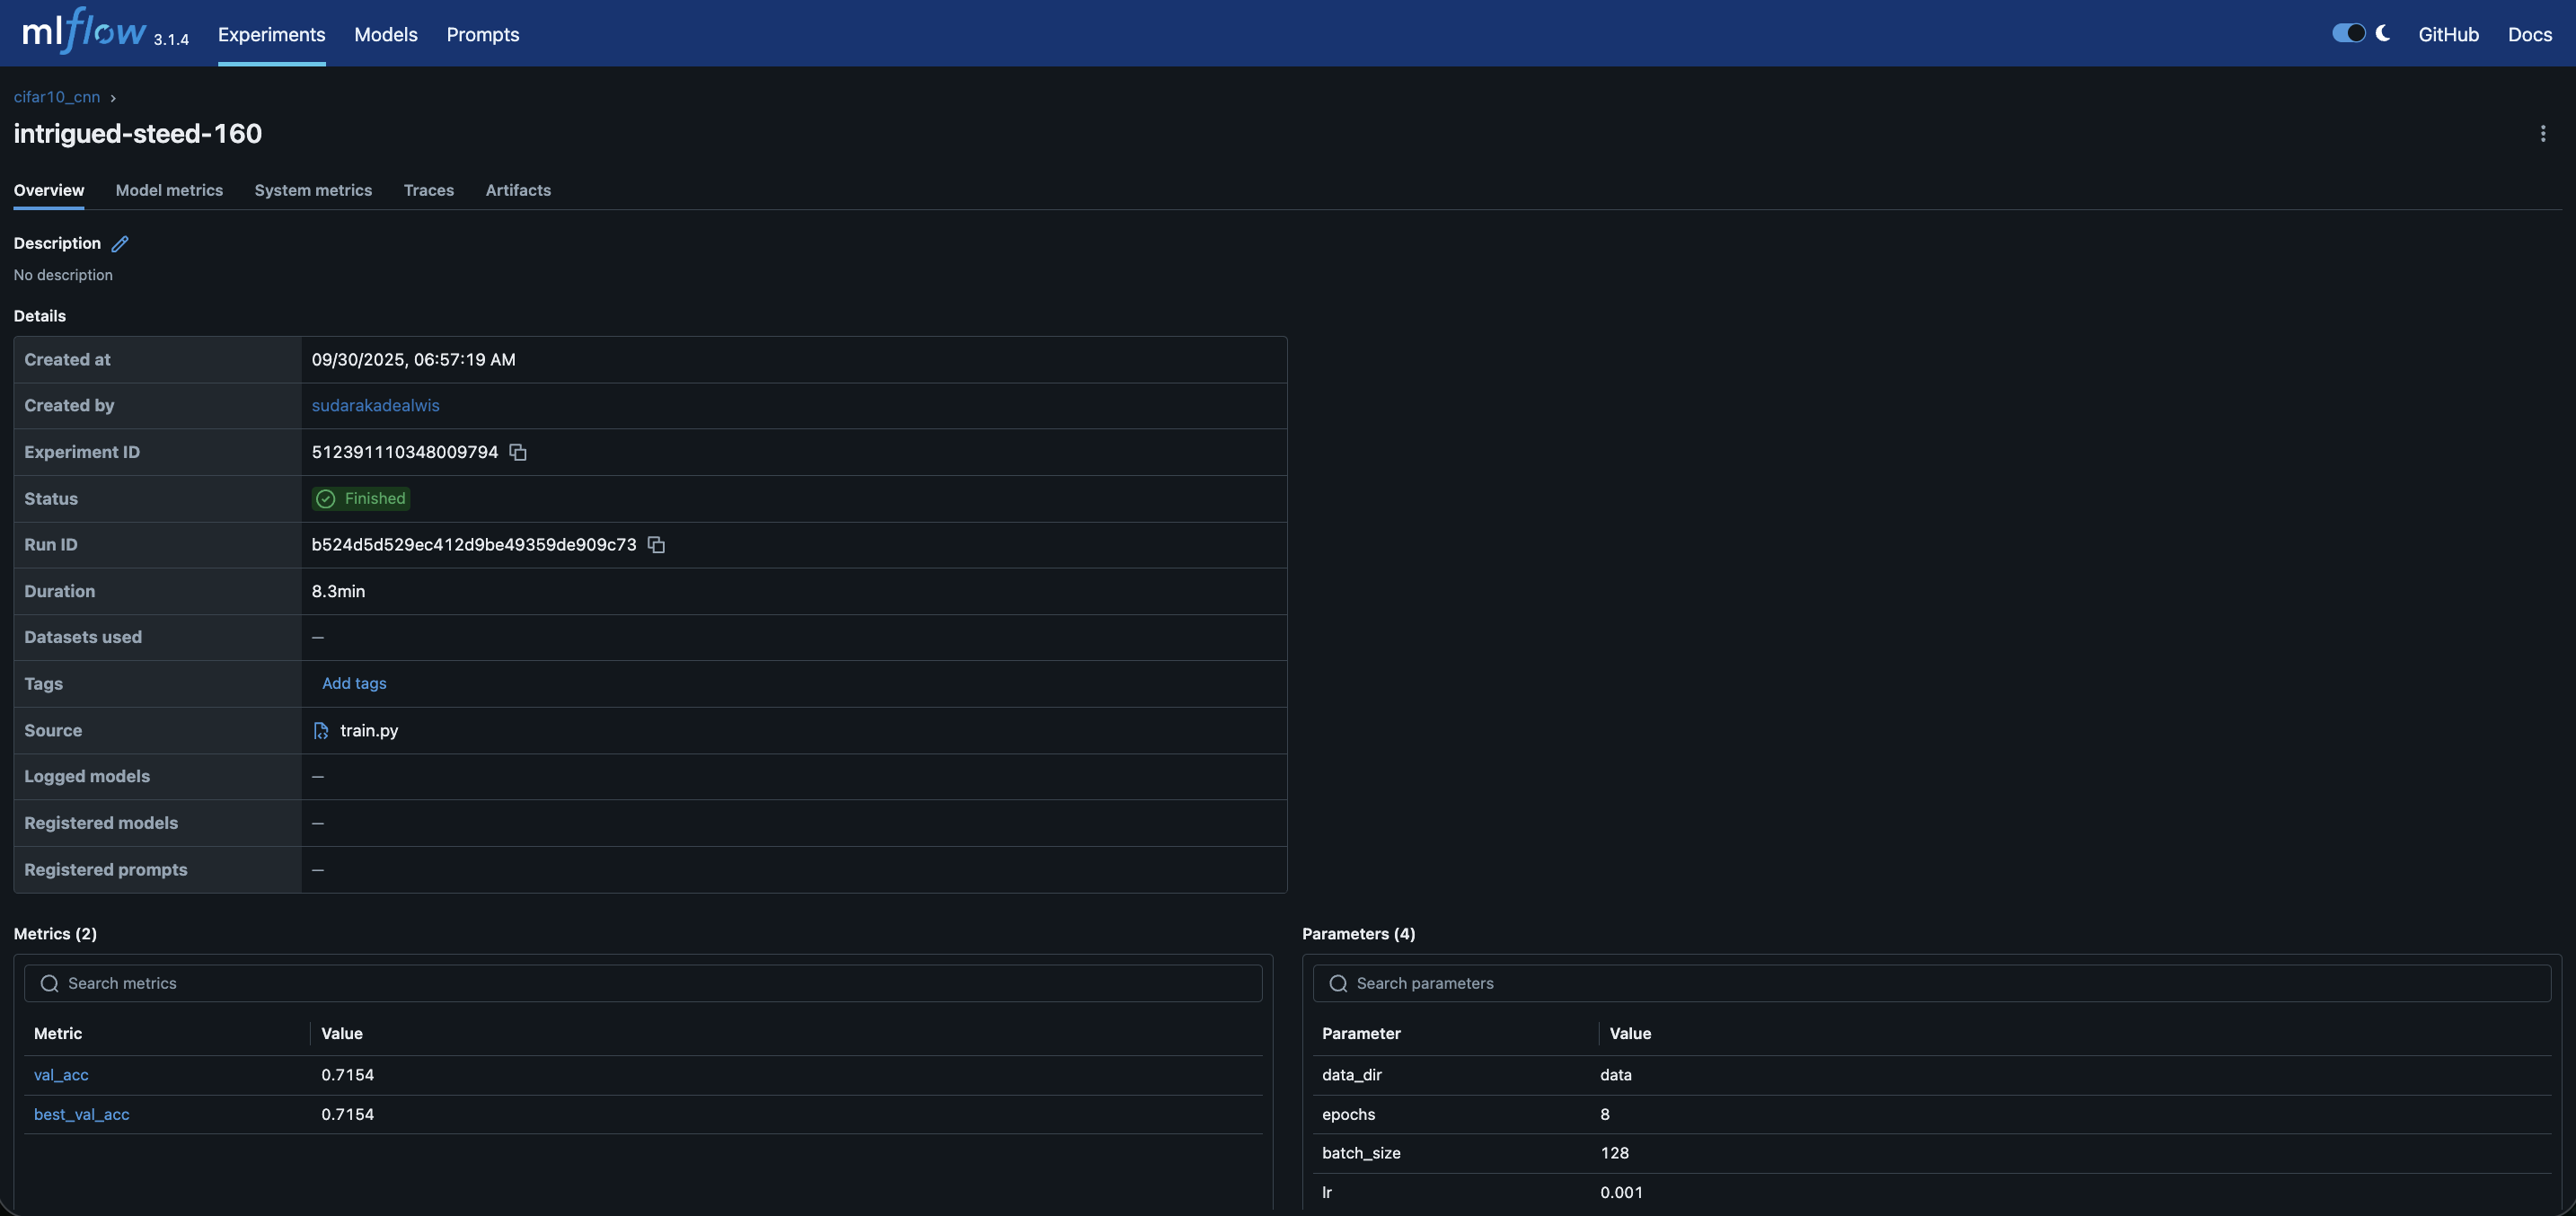 mlflow 3.1.4 Experiments Models Prompts GitHub Docs
cifar10_cnn ›
intrigued-steed-160
Overview Model metrics System metrics Traces Artifacts
Description
No description
Details
Created at 09/30/2025, 06:57:19 AM
Created by sudarakadealwis
Experiment ID 512391110348009794
Status Finished
Run ID b524d5d529ec412d9be49359de909c73
Duration 8.3min
Datasets used —
Tags Add tags
Source train.py
Logged models —
Registered models —
Registered prompts —
Metrics (2)
Search metrics
Metric Value
val_acc 0.7154
best_val_acc 0.7154
Parameters (4)
Search parameters
Parameter Value
data_dir data
epochs 8
batch_size 128
lr 0.001